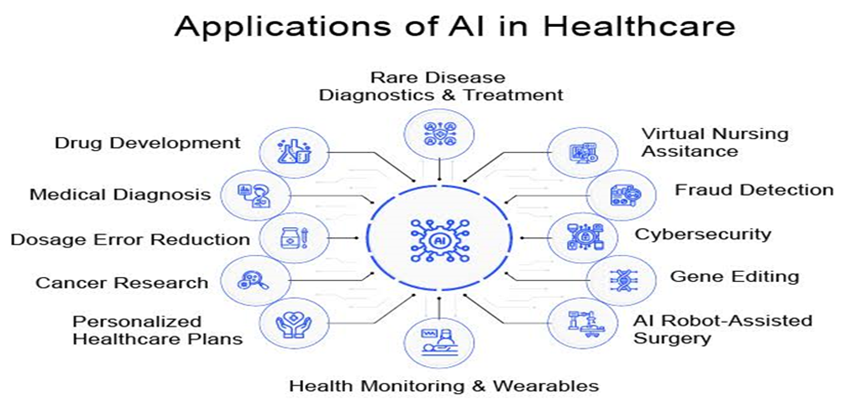 Applications of AI in Healthcare
Rare Disease
Diagnostics & Treatment
Drug Development
Virtual Nursing
Assitance
Medical Diagnosis
Fraud Detection
Dosage Error Reduction
Cybersecurity
AI
Cancer Research
Gene Editing
Personalized
Healthcare Plans
AI Robot-Assisted
Surgery
Health Monitoring & Wearables